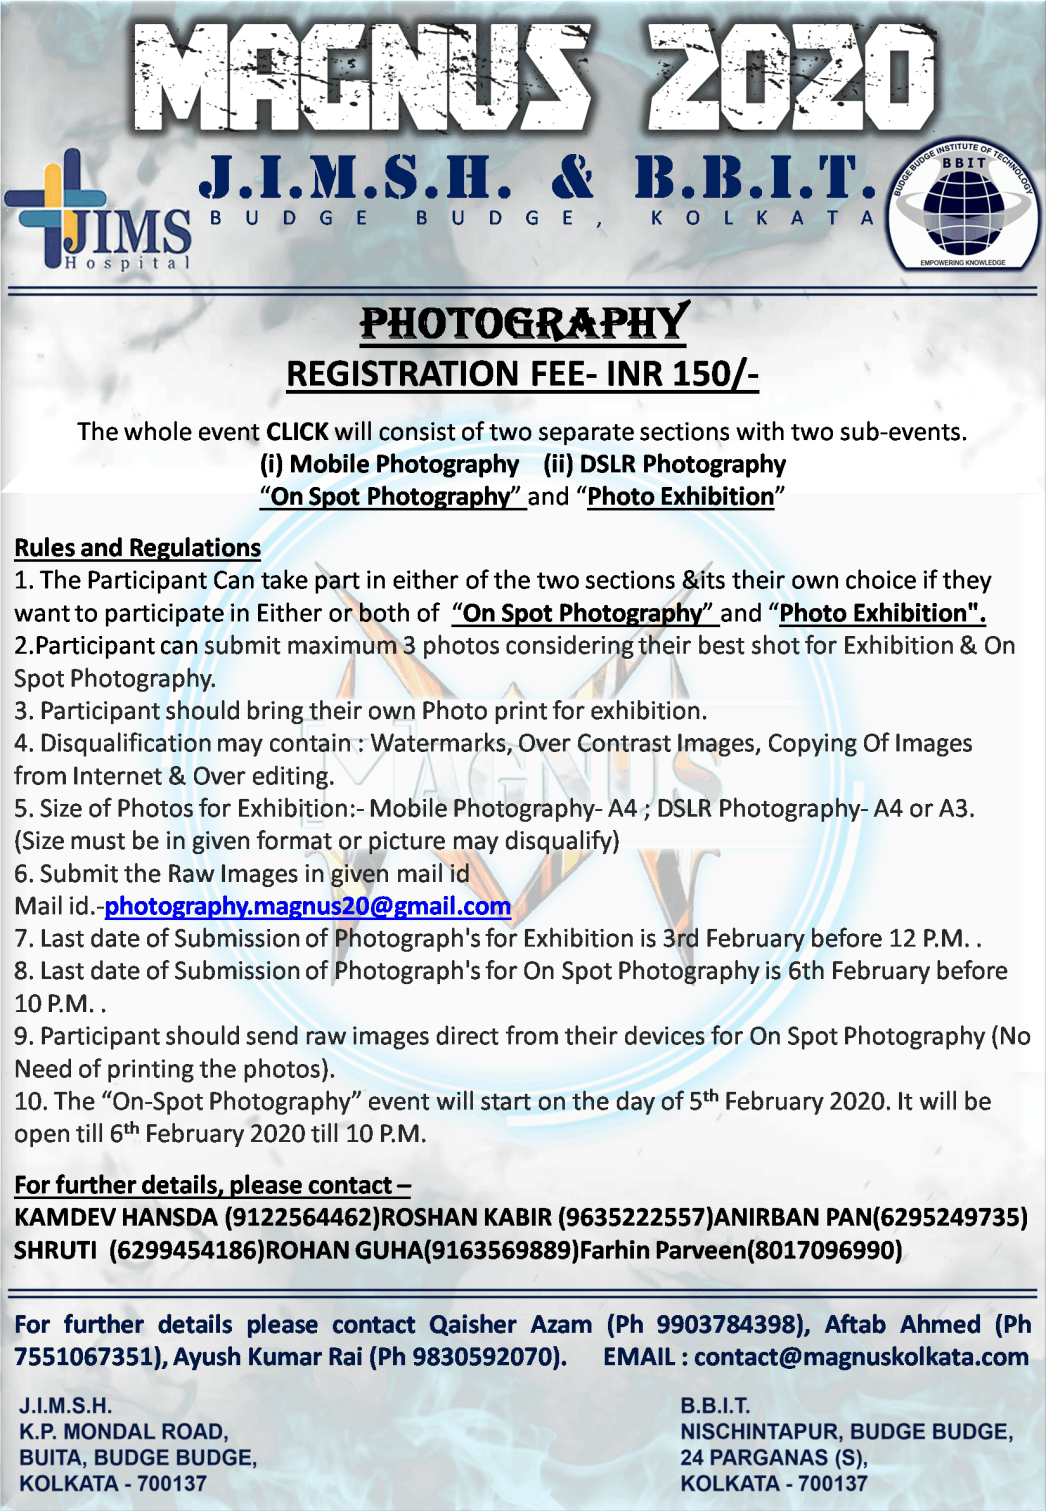 MAGNUS 2020
J.I.M.S.H. & B.B.I.T.
BUDGE BUDGE, KOLKATA
JIMS
Hospital
BUDGE BUDGE INSTITUTE OF TECHNOLOGY
BBIT
EMPOWERING KNOWLEDGE
PHOTOGRAPHY
REGISTRATION FEE- INR 150/-
The whole event CLICK will consist of two separate sections with two sub-events.
(i) Mobile Photography (ii) DSLR Photography
“On Spot Photography” and “Photo Exhibition”
Rules and Regulations
1. The Participant Can take part in either of the two sections &its their own choice if they
want to participate in Either or both of “On Spot Photography” and “Photo Exhibition".
2.Participant can submit maximum 3 photos considering their best shot for Exhibition & On
Spot Photography.
3. Participant should bring their own Photo print for exhibition.
4. Disqualification may contain : Watermarks, Over Contrast Images, Copying Of Images
from Internet & Over editing.
5. Size of Photos for Exhibition:- Mobile Photography- A4 ; DSLR Photography- A4 or A3.
(Size must be in given format or picture may disqualify)
6. Submit the Raw Images in given mail id
Mail id.-photography.magnus20@gmail.com
7. Last date of Submission of Photograph's for Exhibition is 3rd February before 12 P.M. .
8. Last date of Submission of Photograph's for On Spot Photography is 6th February before
10 P.M. .
9. Participant should send raw images direct from their devices for On Spot Photography (No
Need of printing the photos).
10. The “On-Spot Photography” event will start on the day of 5th February 2020. It will be
open till 6th February 2020 till 10 P.M.
MAGNUS
For further details, please contact –
KAMDEV HANSDA (9122564462)ROSHAN KABIR (9635222557)ANIRBAN PAN(6295249735)
SHRUTI (6299454186)ROHAN GUHA(9163569889)Farhin Parveen(8017096990)
For further details please contact Qaisher Azam (Ph 9903784398), Aftab Ahmed (Ph
7551067351), Ayush Kumar Rai (Ph 9830592070). EMAIL : contact@magnuskolkata.com
J.I.M.S.H.
K.P. MONDAL ROAD,
BUITA, BUDGE BUDGE,
KOLKATA - 700137
B.B.I.T.
NISCHINTAPUR, BUDGE BUDGE,
24 PARGANAS (S),
KOLKATA - 700137